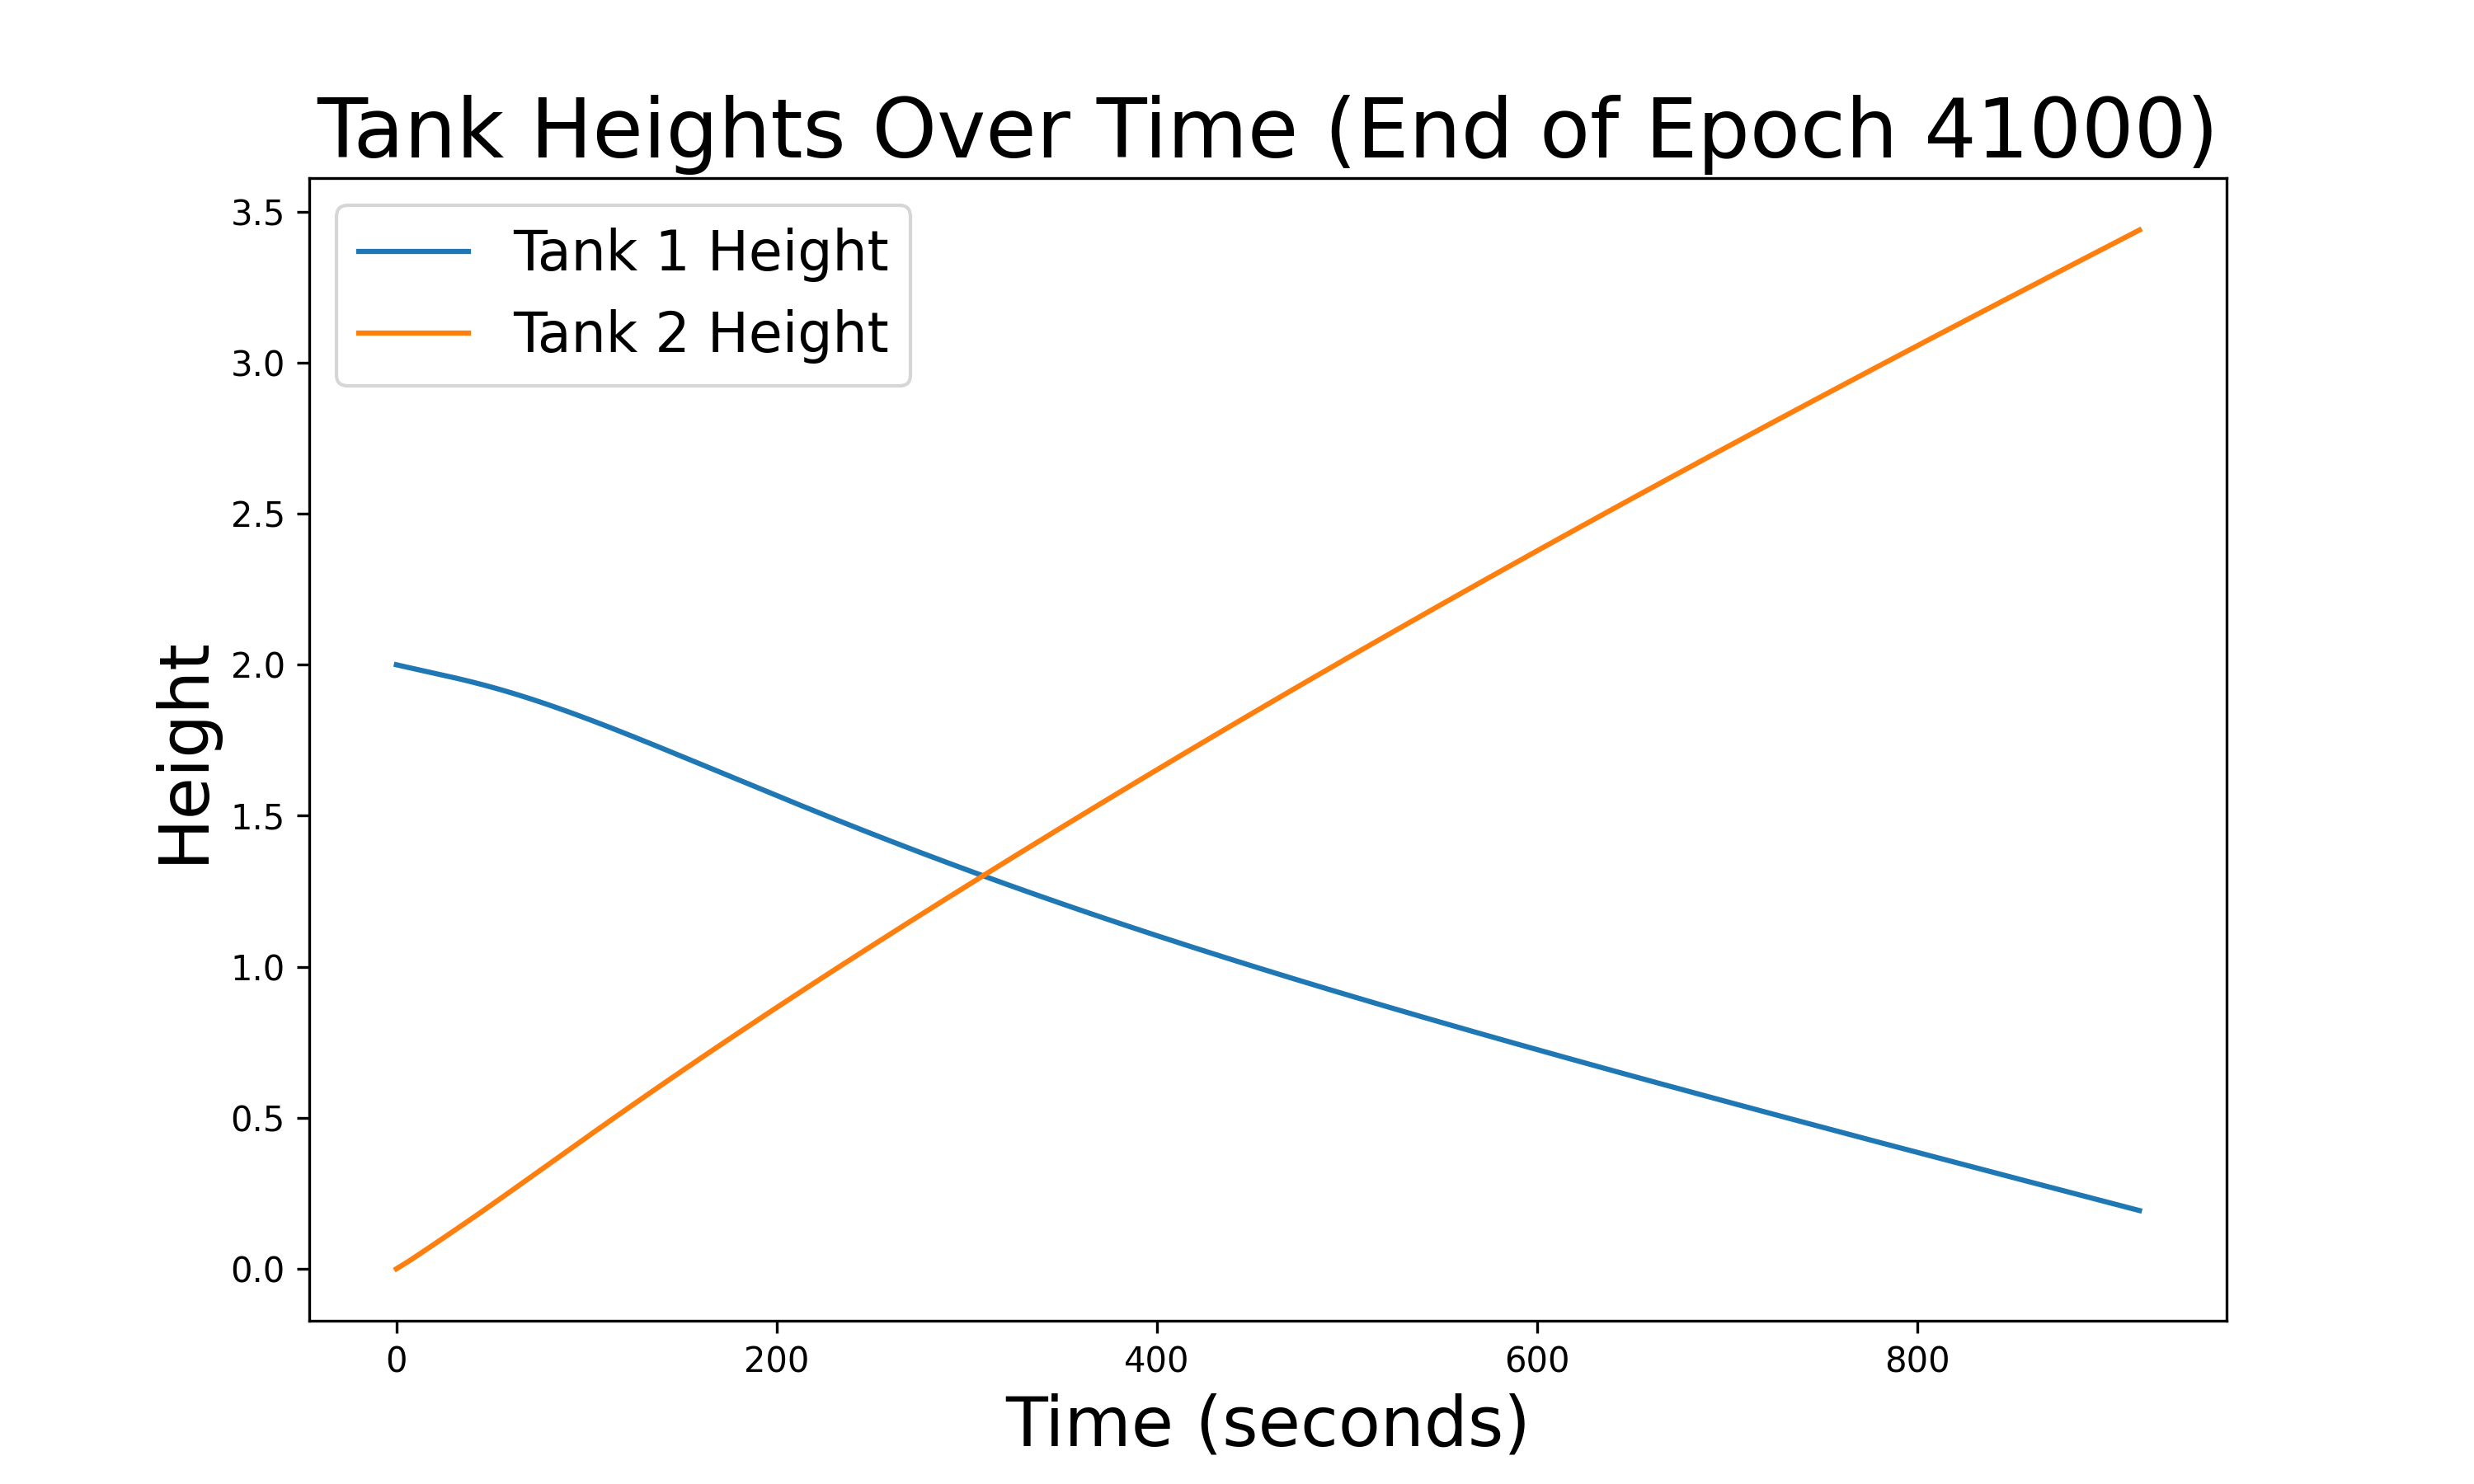 Tank Heights Over Time (End of Epoch 41000)
Tank 1 Height
Tank 2 Height
Height
3.5
3.0
2.5
2.0
1.5
1.0
0.5
0.0
0 200 400 600 800
Time (seconds)